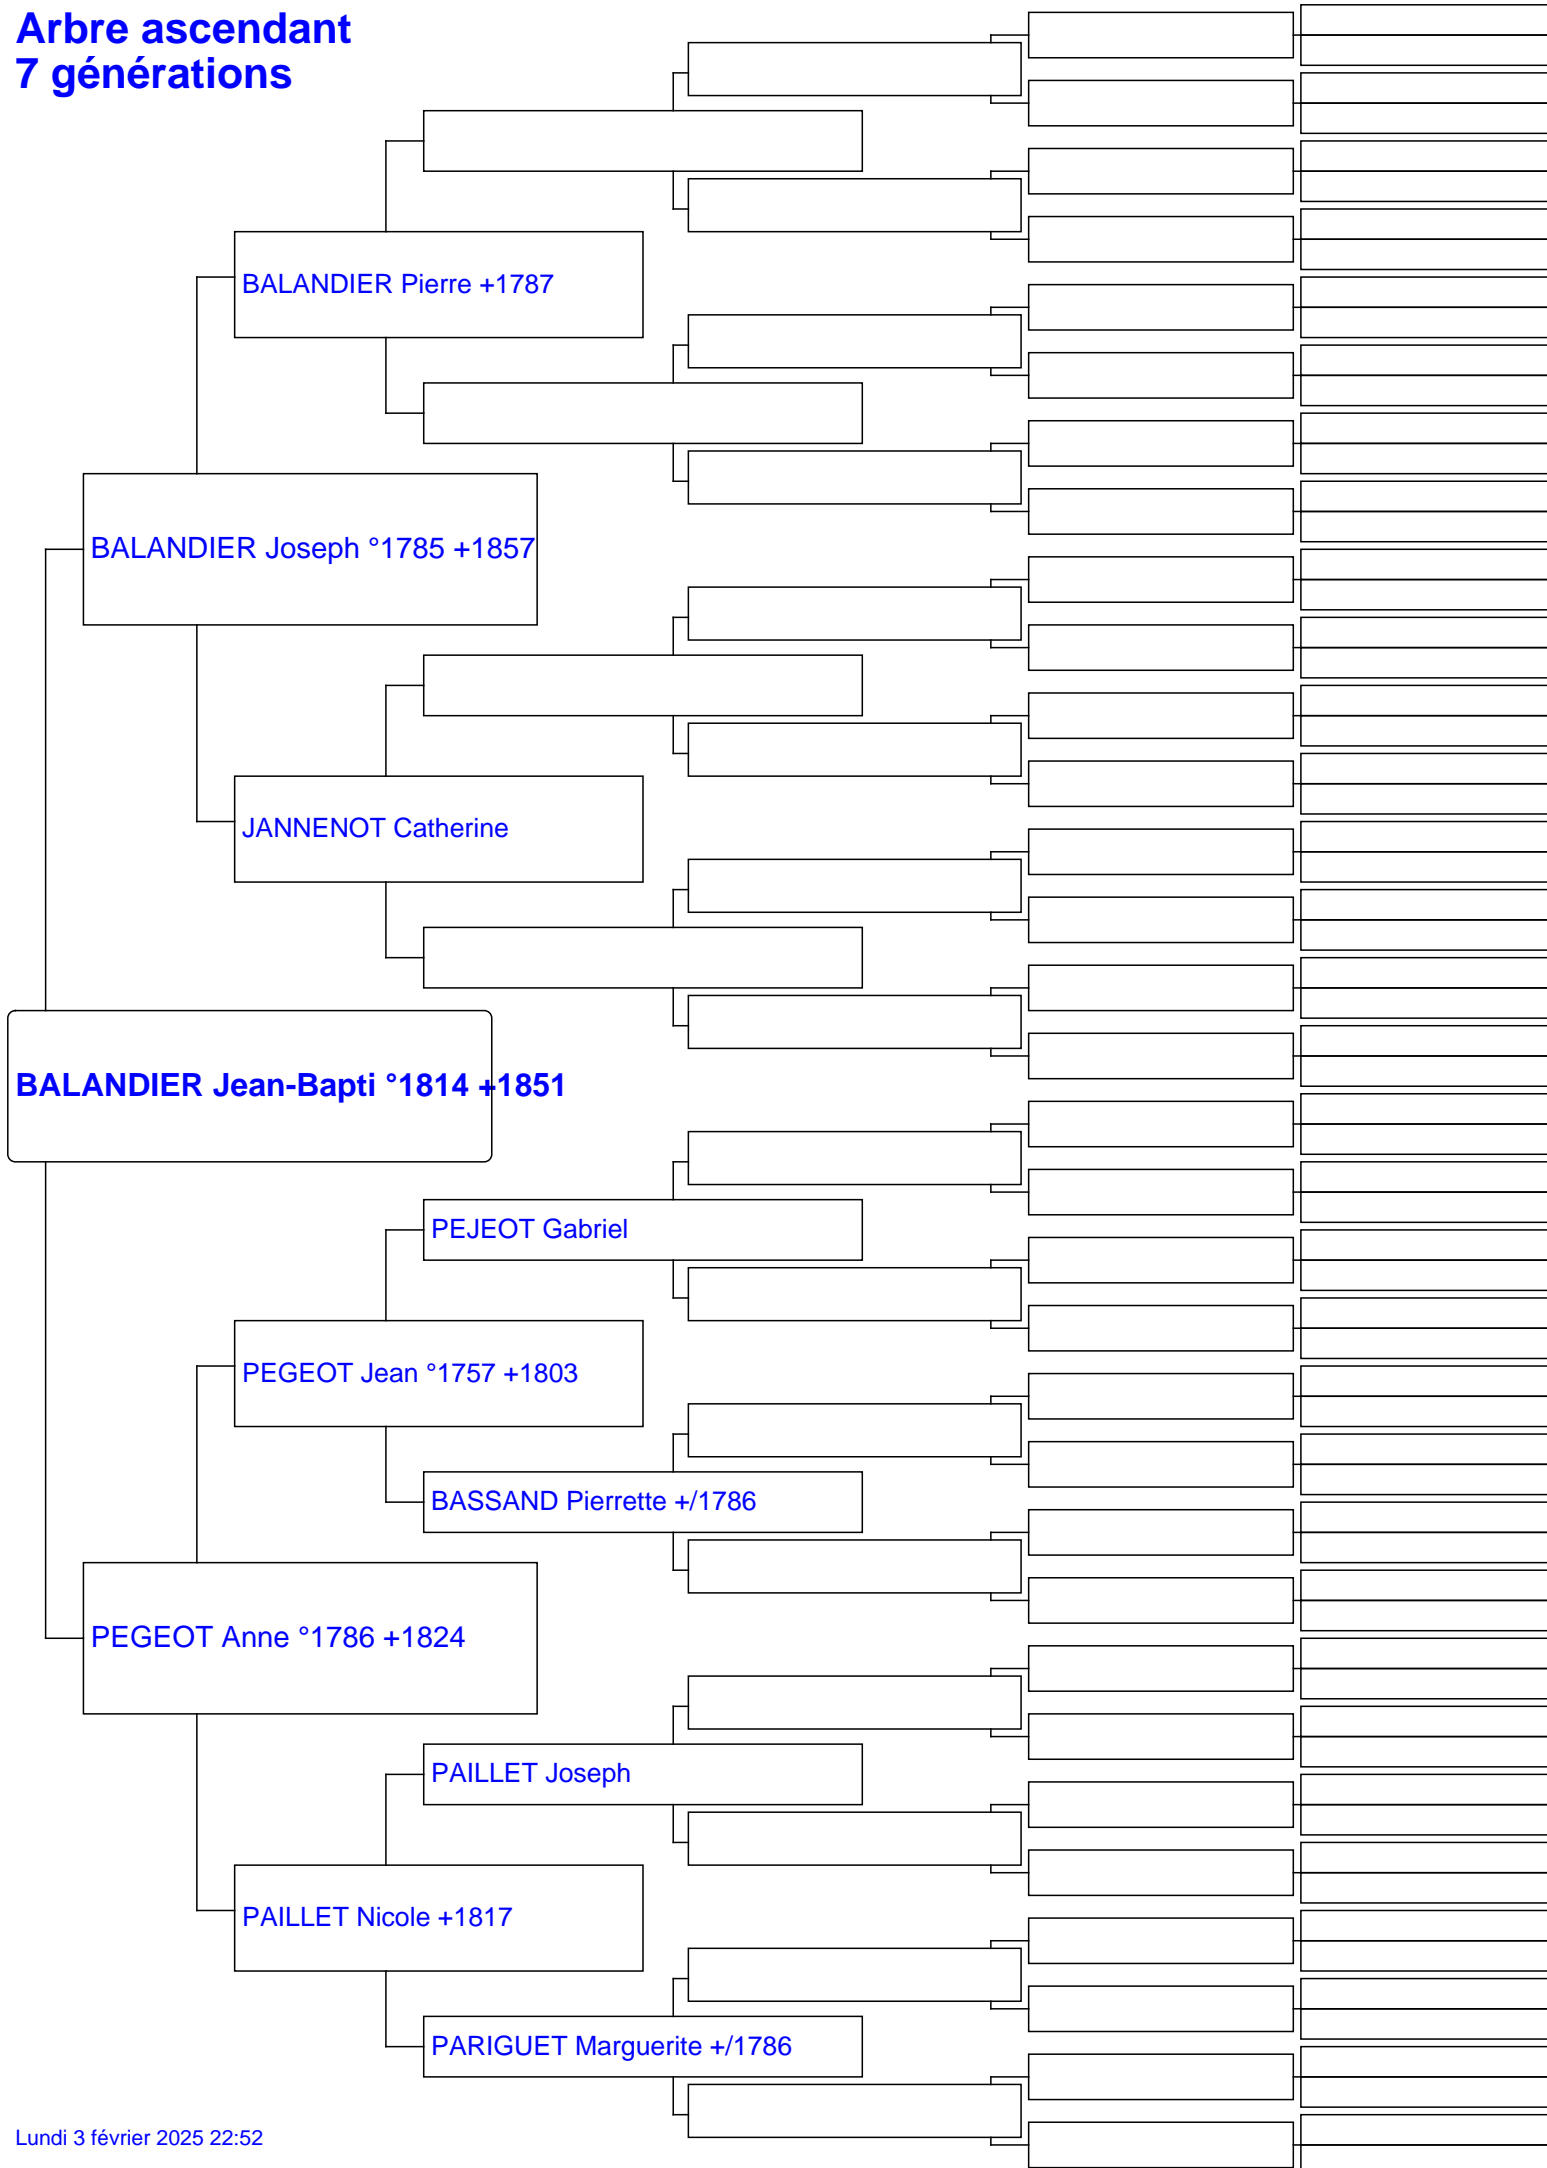 Arbre ascendant
7 générations
BALANDIER Pierre +1787
BALANDIER Joseph °1785 +1857
JANNENOT Catherine
BALANDIER Jean-Bapti °1814 +1851
PEJEOT Gabriel
PEGEOT Jean °1757 +1803
BASSAND Pierrette +/1786
PEGEOT Anne °1786 +1824
PAILLET Joseph
PAILLET Nicole +1817
PARIGUET Marguerite +/1786
Lundi 3 février 2025 22:52